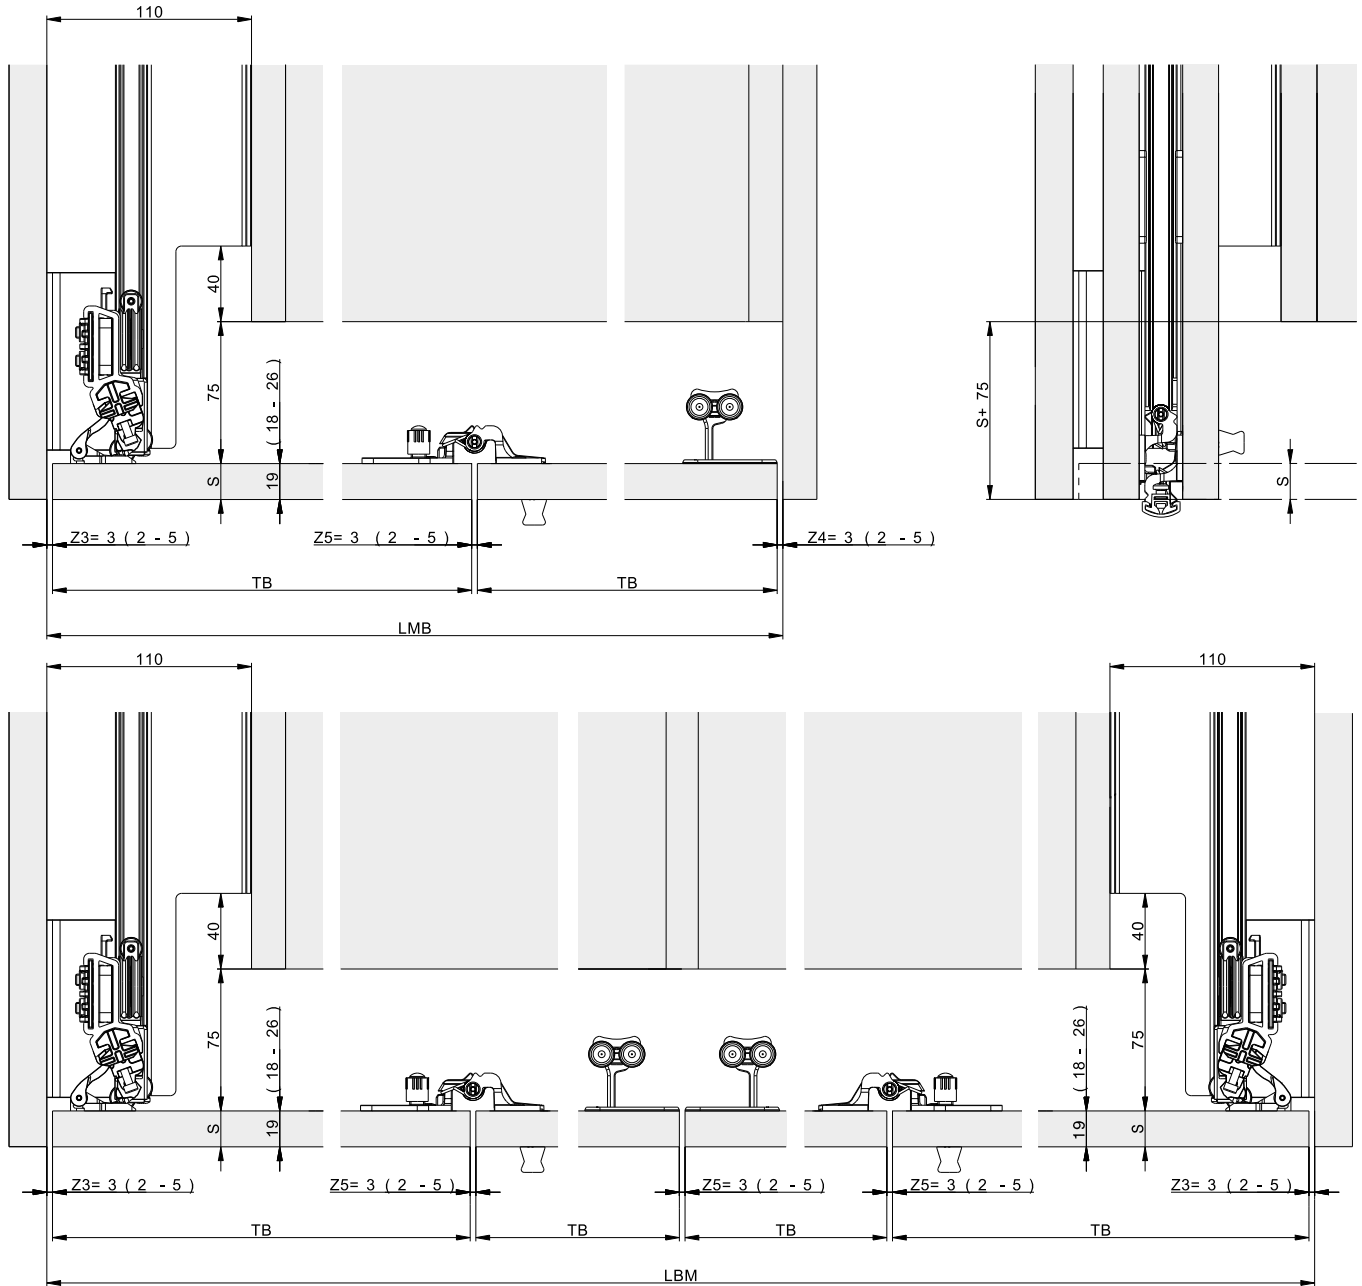 110
40
75
( 18 - 26 )
S
19
S+ 75
S
Z3= 3 ( 2 - 5 )
Z5= 3 ( 2 - 5 )
Z4= 3 ( 2 - 5 )
TB
TB
LMB
110
110
40
40
75
( 18 - 26 )
( 18 - 26 )
75
S
19
19
S
Z3= 3 ( 2 - 5 )
Z5= 3 ( 2 - 5 )
Z5= 3 ( 2 - 5 )
Z5= 3 ( 2 - 5 )
Z3= 3 ( 2 - 5 )
TB
TB
TB
TB
LBM